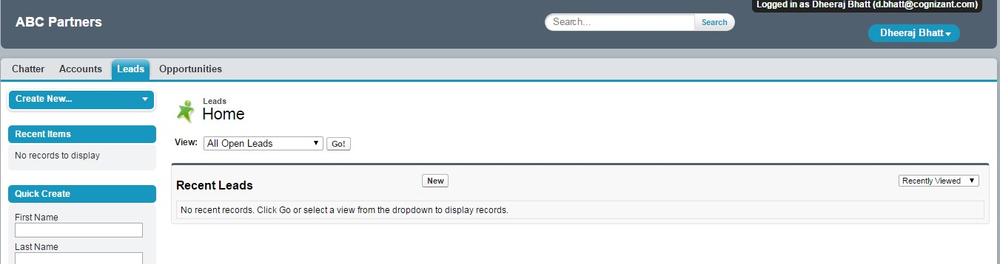 Logged in as Dheeraj Bhatt (d.bhatt@cognizant.com)
ABC Partners
Search...
Search
Dheeraj Bhatt
Chatter Accounts Leads Opportunities
Create New...
Leads
Home
Recent Items
View: All Open Leads Go!
No records to display
Recent Leads New Recently Viewed
Quick Create
No recent records. Click Go or select a view from the dropdown to display records.
First Name
Last Name